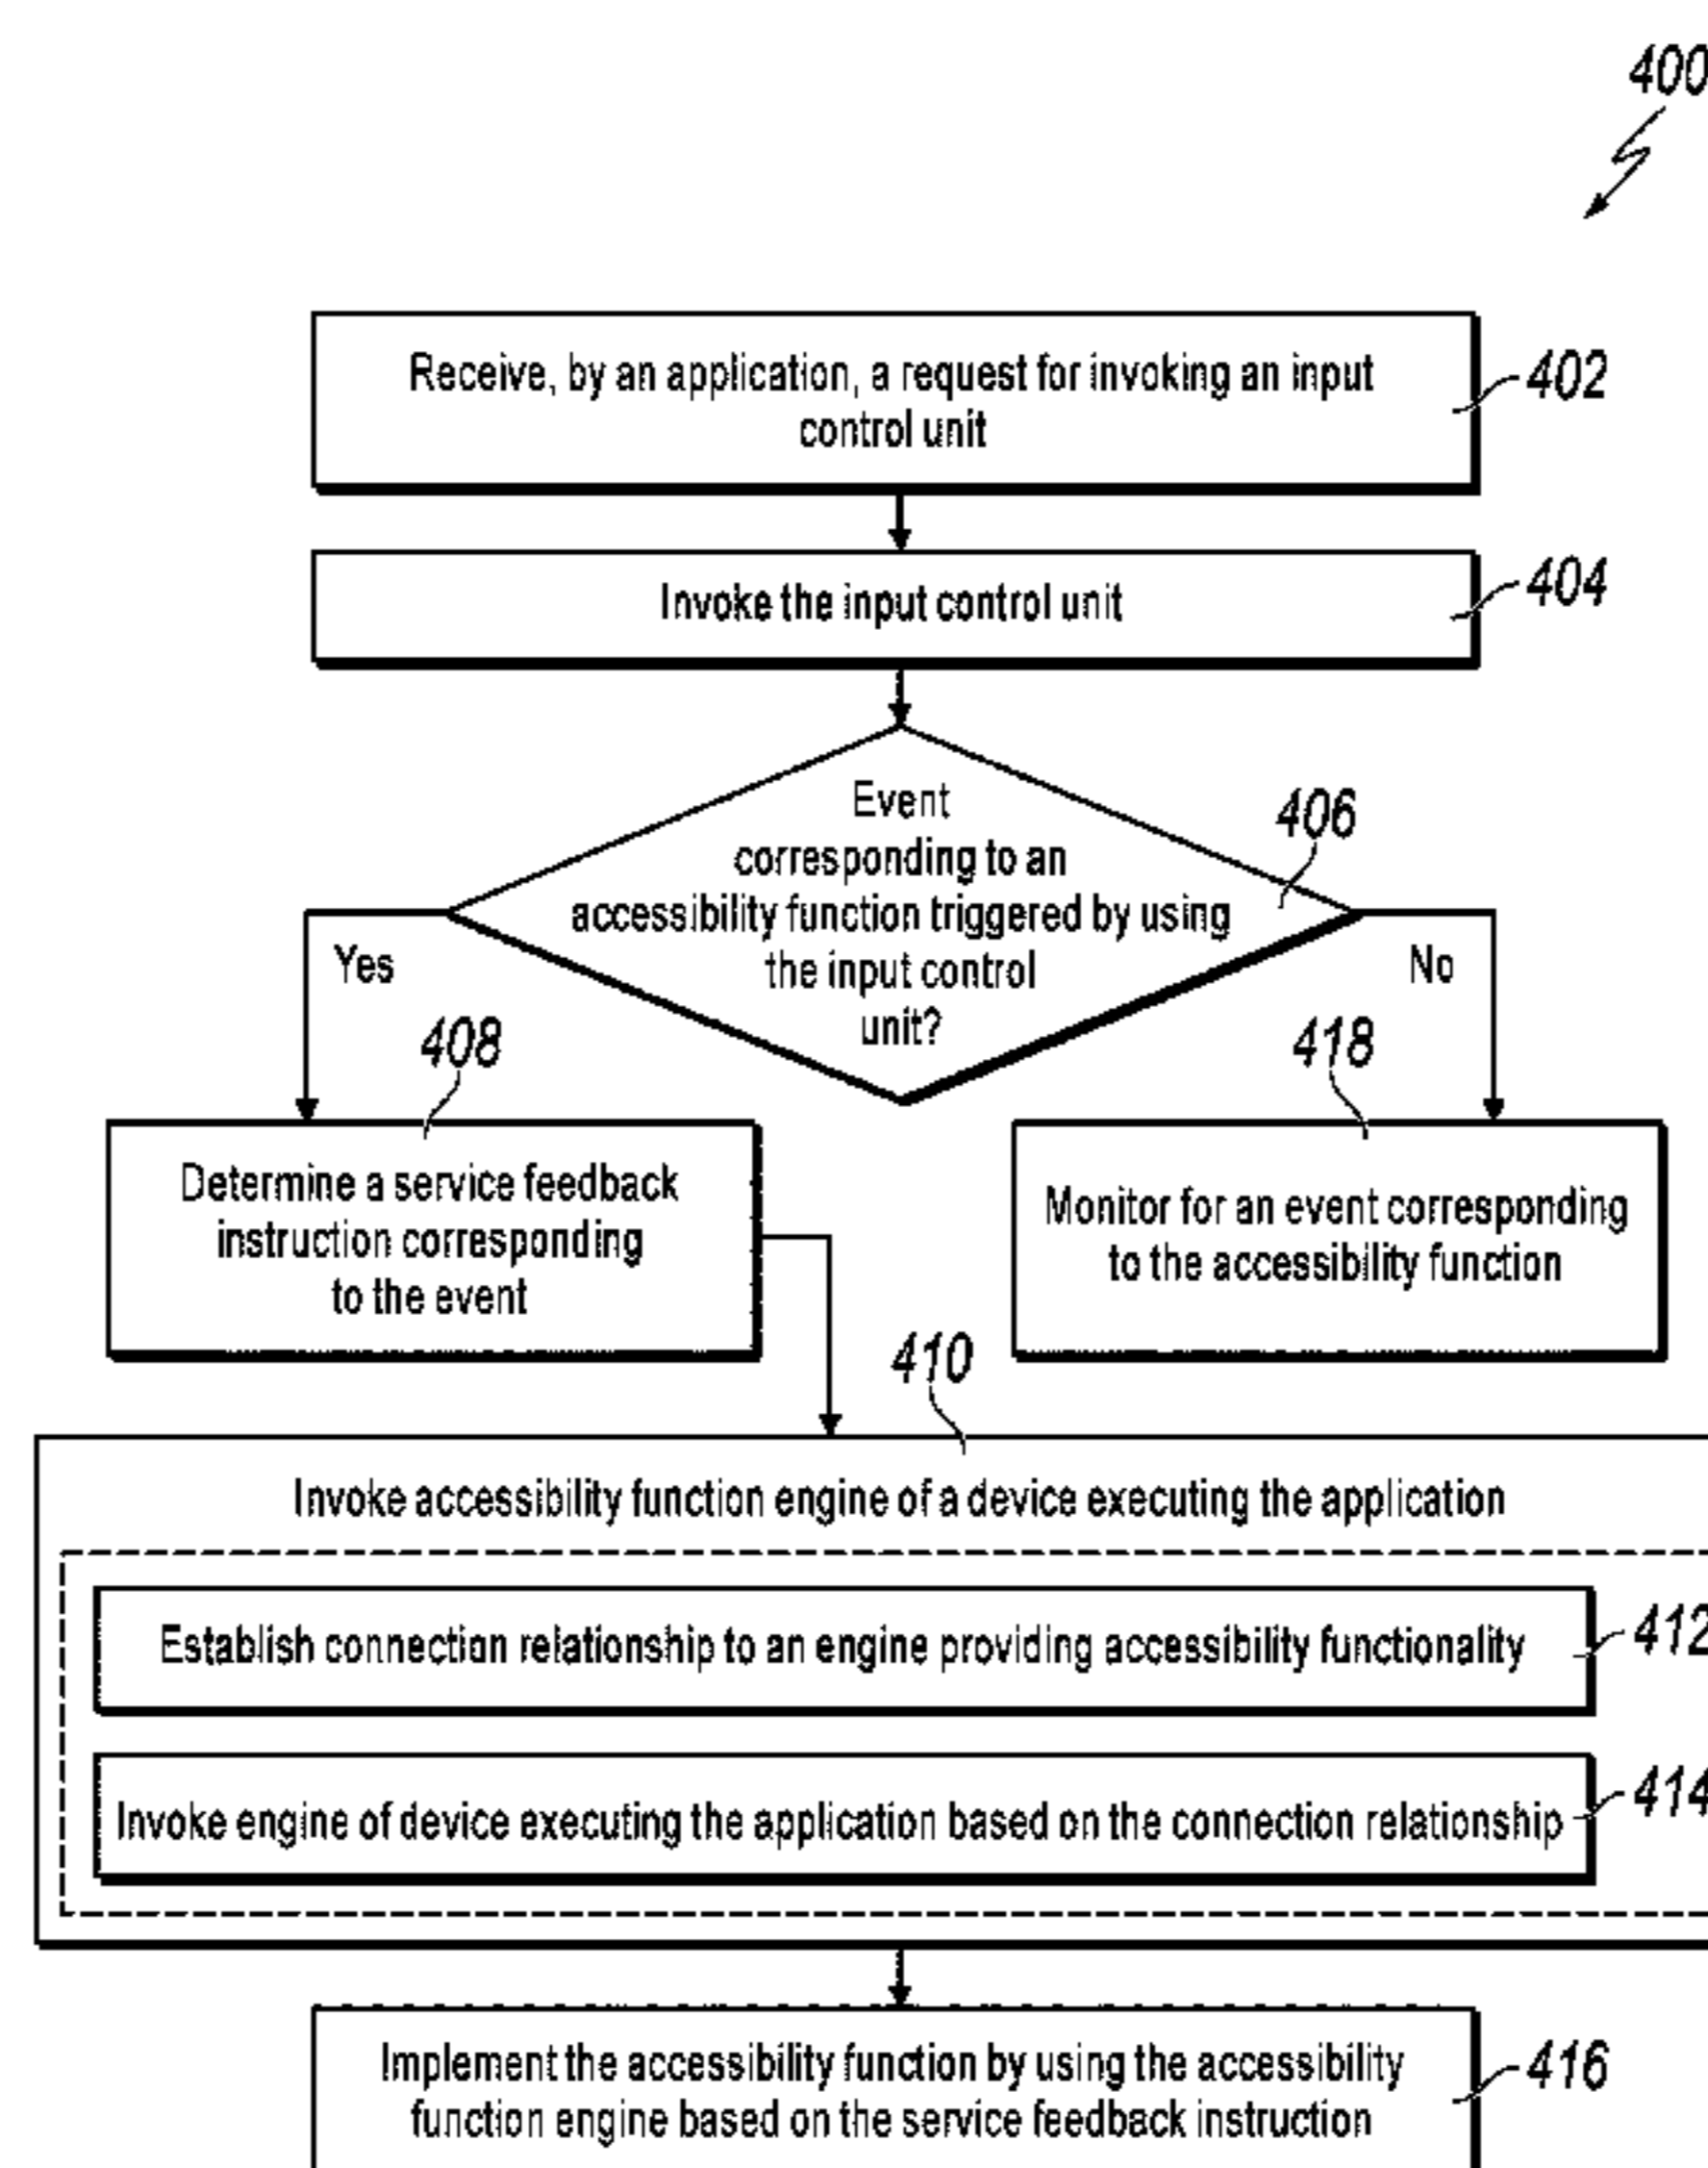 400
Receive, by an application, a request for invoking an input
control unit
402
Invoke the input control unit
404
Event
corresponding to an
accessibility function triggered by using
the input control
unit?
406
Yes
No
408
418
Determine a service feedback
instruction corresponding
to the event
Monitor for an event corresponding
to the accessibility function
410
Invoke accessibility function engine of a device executing the application
Establish connection relationship to an engine providing accessibility functionality
412
Invoke engine of device executing the application based on the connection relationship
414
Implement the accessibility function by using the accessibility
function engine based on the service feedback instruction
416